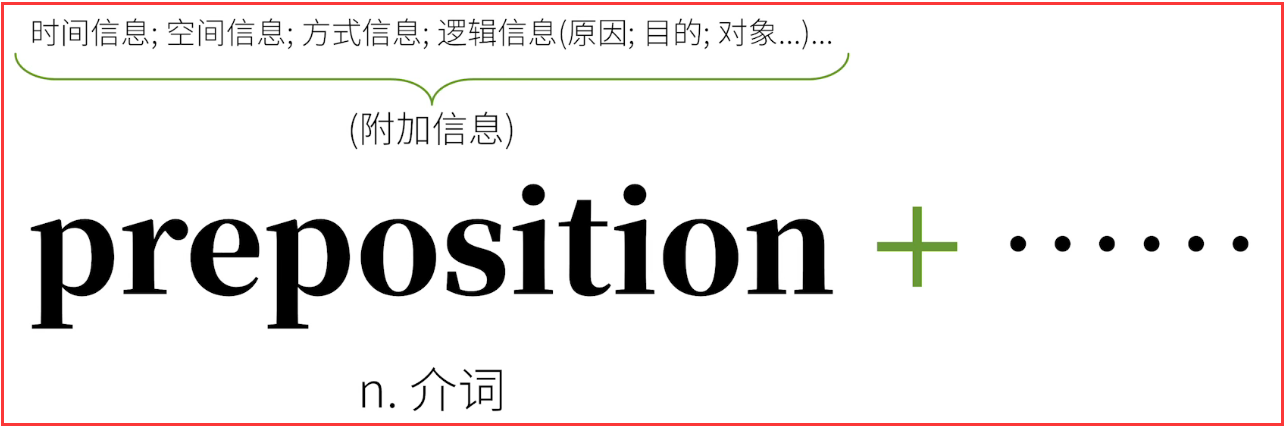 时间信息; 空间信息; 方式信息; 逻辑信息(原因; 目的; 对象...)...
(附加信息)
preposition + ······
n. 介词